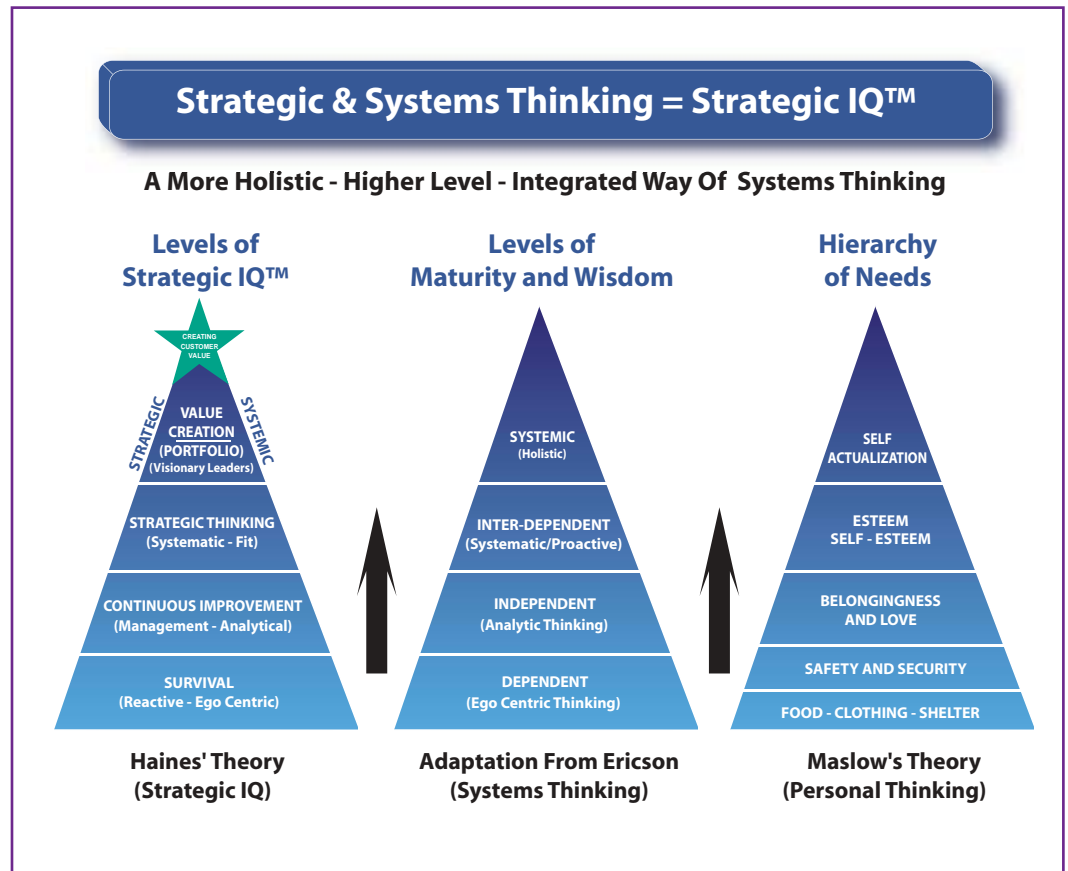 Strategic & Systems Thinking = Strategic IQ™
A More Holistic - Higher Level - Integrated Way Of Systems Thinking
Levels of
Strategic IQ™
CREATING
CUSTOMER
VALUE
STRATEGIC
SYSTEMIC
VALUE
CREATION
(PORTFOLIO)
(Visionary Leaders)
STRATEGIC THINKING
(Systematic - Fit)
CONTINUOUS IMPROVEMENT
(Management - Analytical)
SURVIVAL
(Reactive - Ego Centric)
Haines' Theory
(Strategic IQ)
Levels of
Maturity and Wisdom
SYSTEMIC
(Holistic)
INTER-DEPENDENT
(Systematic/Proactive)
INDEPENDENT
(Analytic Thinking)
DEPENDENT
(Ego Centric Thinking)
Adaptation From Ericson
(Systems Thinking)
Hierarchy
of Needs
SELF
ACTUALIZATION
ESTEEM
SELF - ESTEEM
BELONGINGNESS
AND LOVE
SAFETY AND SECURITY
FOOD - CLOTHING - SHELTER
Maslow's Theory
(Personal Thinking)